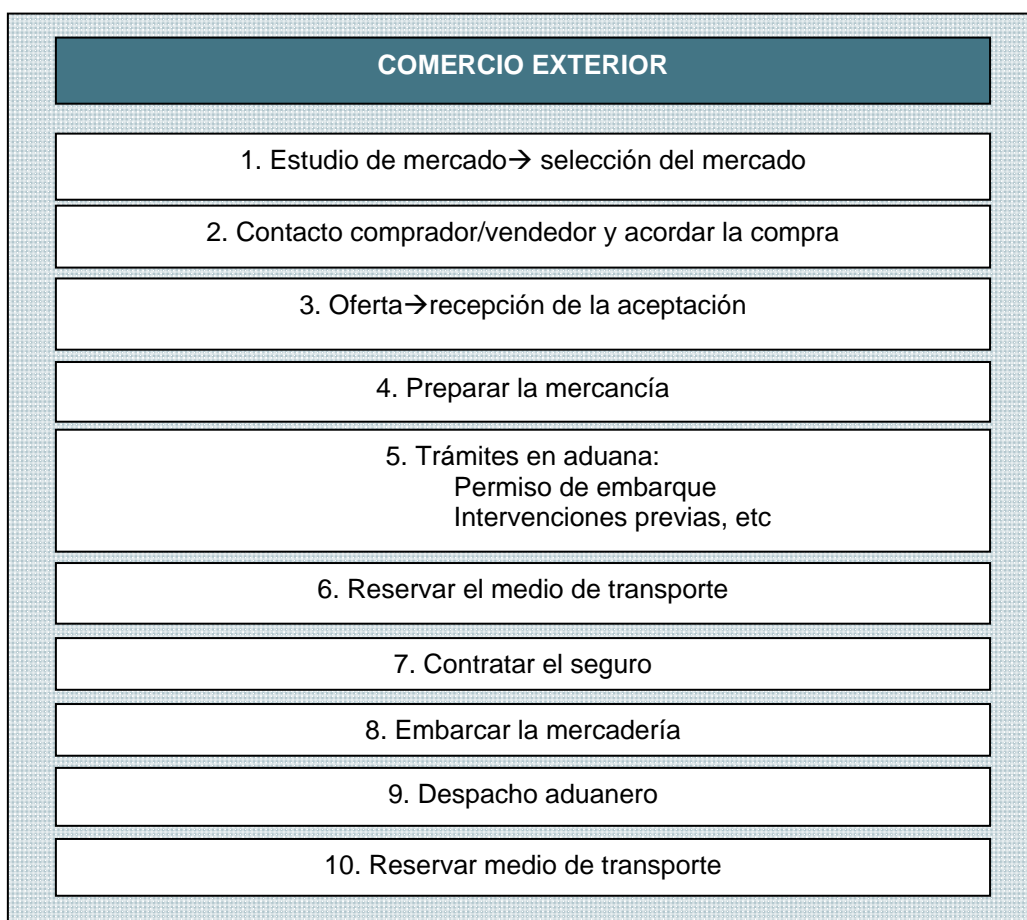 COMERCIO EXTERIOR
1. Estudio de mercado→ selección del mercado
2. Contacto comprador/vendedor y acordar la compra
3. Oferta→recepción de la aceptación
4. Preparar la mercancía
5. Trámites en aduana:
Permiso de embarque
Intervenciones previas, etc
6. Reservar el medio de transporte
7. Contratar el seguro
8. Embarcar la mercadería
9. Despacho aduanero
10. Reservar medio de transporte